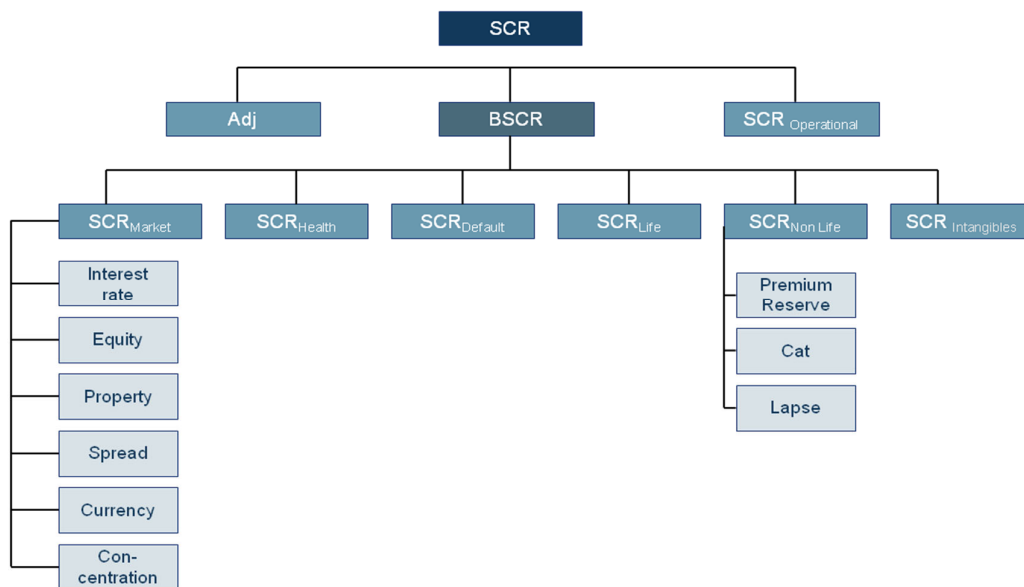 SCR
Adj
BSCR
SCR Operational
SCRMarket
SCRHealth
SCRDefault
SCRLife
SCRNon Life
SCR Intangibles
Interest
rate
Equity
Property
Spread
Currency
Con-
centration
Premium
Reserve
Cat
Lapse